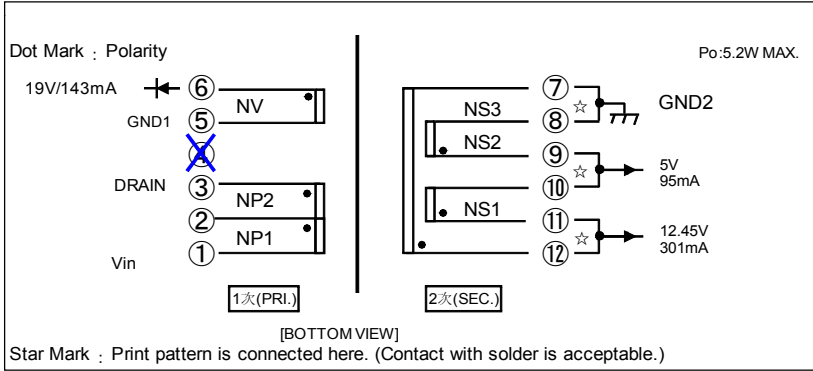 Dot Mark : Polarity
Po:5.2W MAX.
19V/143mA
⑥
NV
⑤
GND1
④
DRAIN
③
NP2
②
NP1
①
Vin
1次(PRI.)
⑦
☆
GND2
NS3
⑧
NS2
⑨
☆
5V
95mA
⑩
NS1
⑪
☆
12.45V
301mA
⑫
2次(SEC.)
[BOTTOM VIEW]
Star Mark : Print pattern is connected here. (Contact with solder is acceptable.)